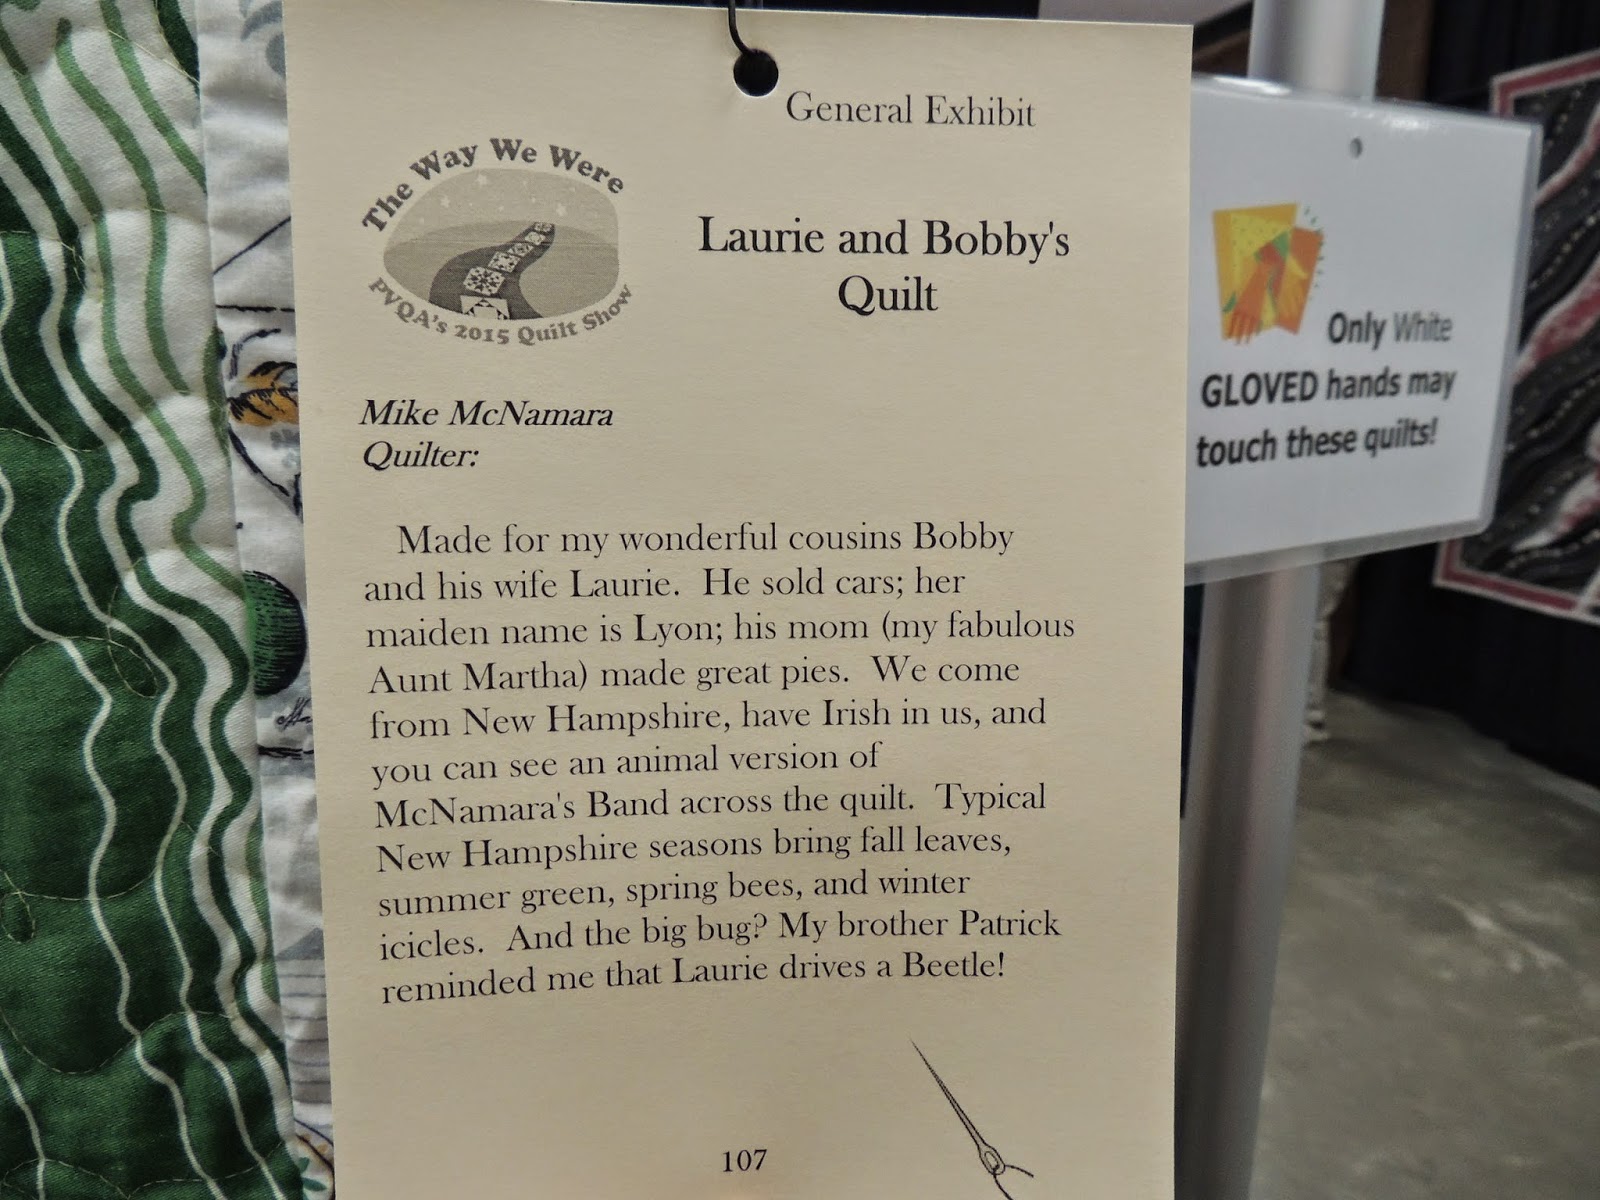 General Exhibit
The Way We Were
PVQA's 2015 Quilt Show
Laurie and Bobby's
Quilt
Mike McNamara
Quilter:
Made for my wonderful cousins Bobby
and his wife Laurie. He sold cars; her
maiden name is Lyon; his mom (my fabulous
Aunt Martha) made great pies. We come
from New Hampshire, have Irish in us, and
you can see an animal version of
McNamara's Band across the quilt. Typical
New Hampshire seasons bring fall leaves,
summer green, spring bees, and winter
icicles. And the big bug? My brother Patrick
reminded me that Laurie drives a Beetle!
107
Only White
GLOVED hands may
touch these quilts!